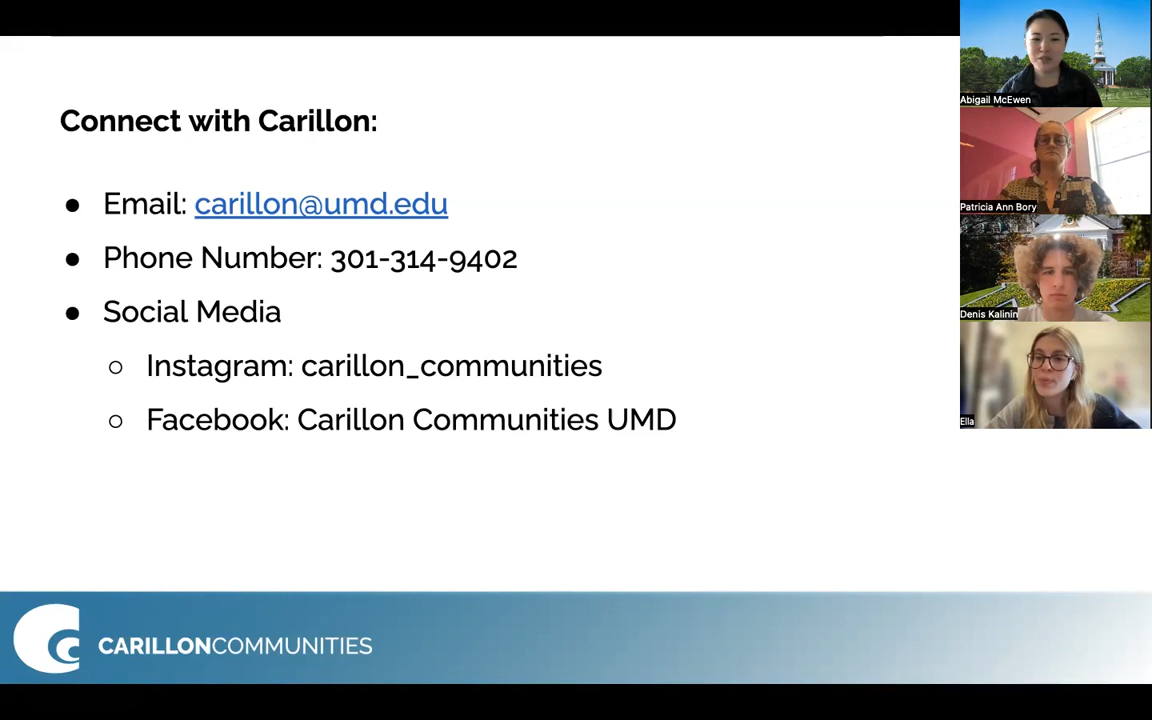 Connect with Carillon:
● Email: carillon@umd.edu
● Phone Number: 301-314-9402
● Social Media
○ Instagram: carillon_communities
○ Facebook: Carillon Communities UMD
CARILLONCOMMUNITIES
Abigail McEwen
Patricia Ann Bory
Denis Kalinin
Ella